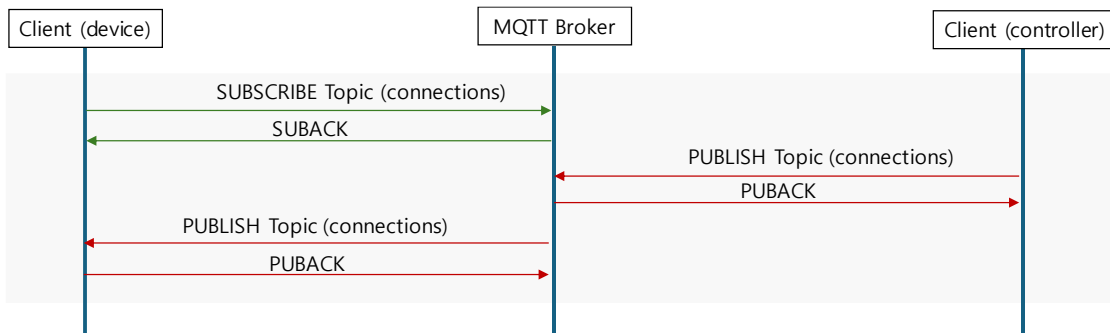 Client (device)
MQTT Broker
Client (controller)
SUBSCRIBE Topic (connections)
SUBACK
PUBLISH Topic (connections)
PUBACK
PUBLISH Topic (connections)
PUBACK